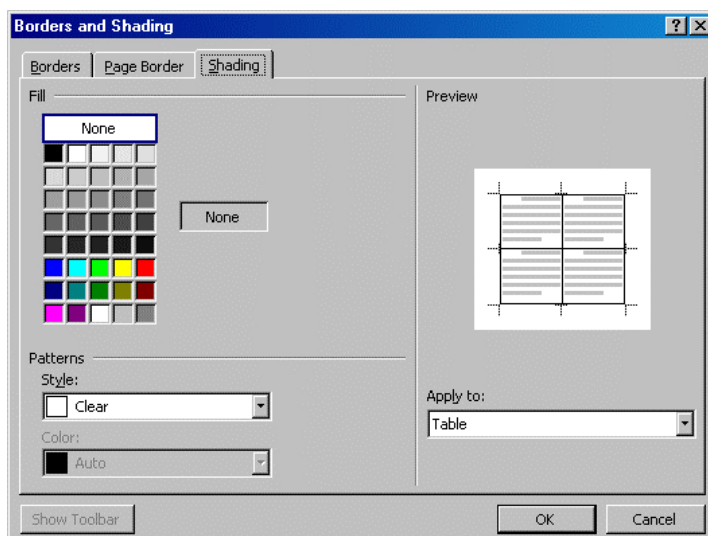 Borders and Shading
Borders Page Border Shading
Fill
None
None
Preview
Patterns
Style:
Clear
Color:
Auto
Apply to:
Table
Show Toolbar
OK
Cancel